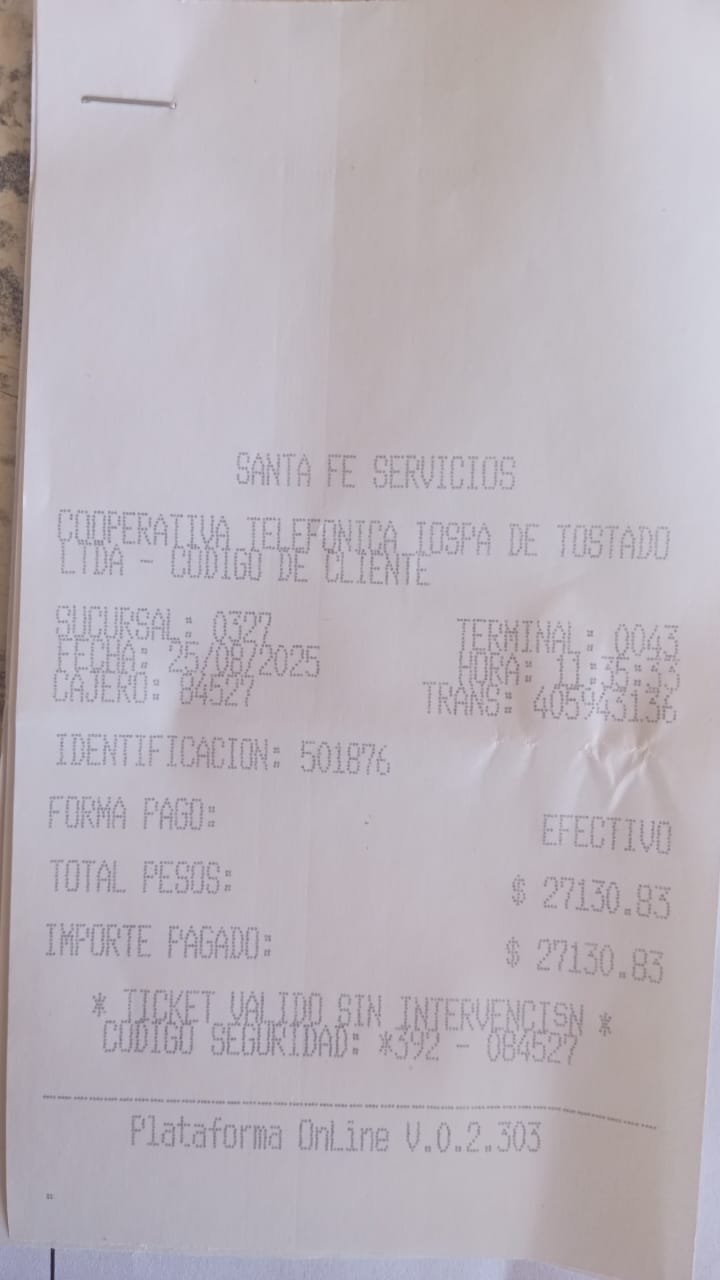 SANTA FE SERVICIOS
COOPERATIVA TELEFONICA IOSPA DE TOSTADO
LTDA - CODIGO DE CLIENTE
SUCURSAL: 0327 TERMINAL: 0043
FECHA: 25/08/2025 HORA: 11:35:33
CAJERO: 84527 TRANS: 405943136
IDENTIFICACION: 501876
FORMA PAGO: EFECTIVO
TOTAL PESOS: $ 27130.83
IMPORTE PAGADO: $ 27130.83
* TICKET VALIDO SIN INTERVENCISN *
CODIGO SEGURIDAD: *392 - 084527
Plataforma OnLine V.0.2.303